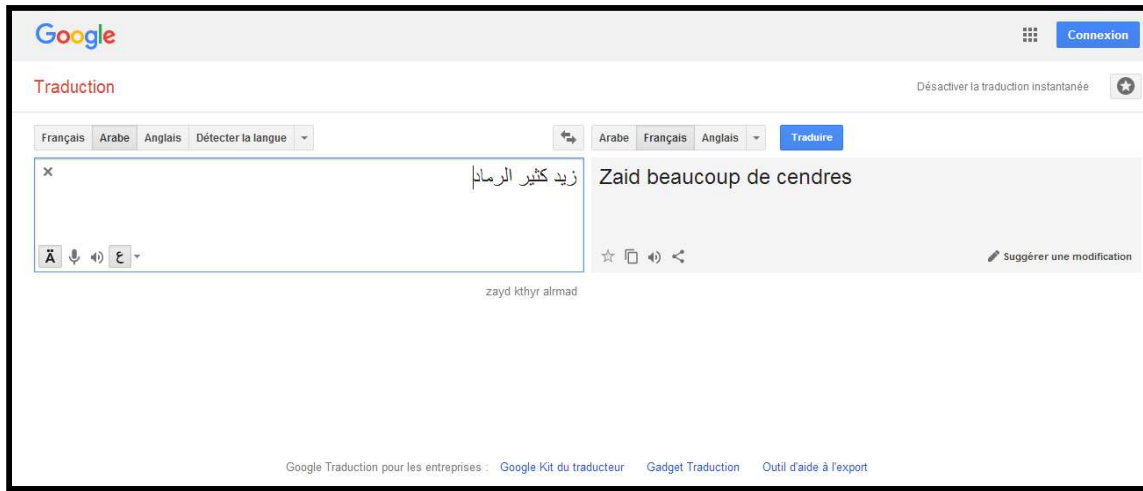 Google
Connexion
Traduction
Désactiver la traduction instantanée
Français Arabe Anglais Détecter la langue
Arabe Français Anglais Traduire
زيد كثير الرماد
Zaid beaucoup de cendres
Ä ع
Suggérer une modification
zayd kthyr alrmad
Google Traduction pour les entreprises : Google Kit du traducteur Gadget Traduction Outil d'aide à l'export